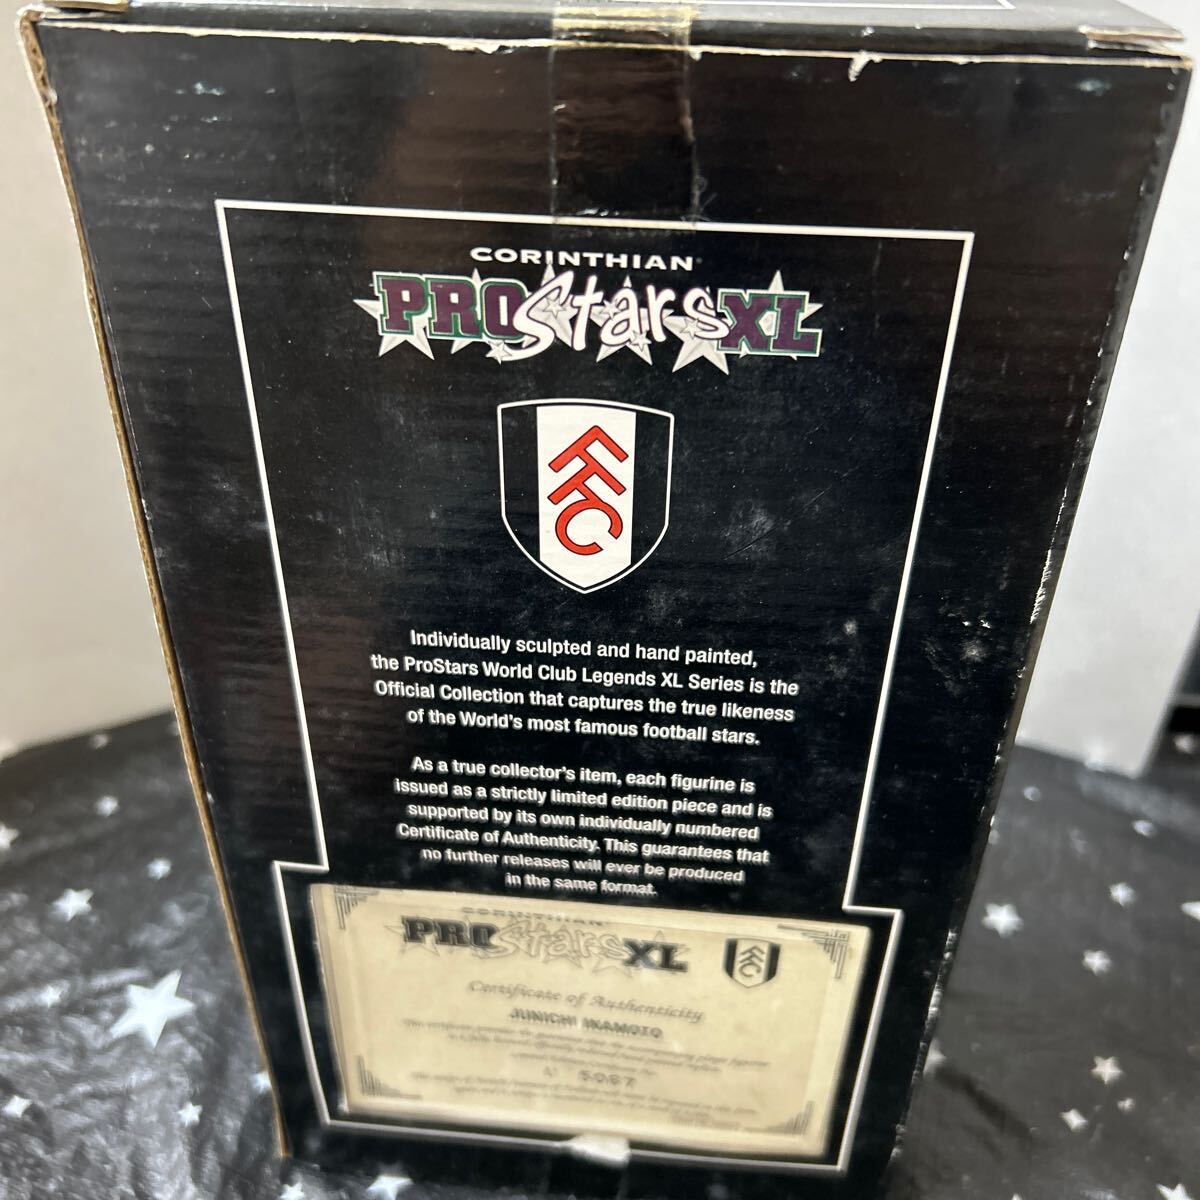 CORINTHIAN
PROStarsXL
FFC
Individually sculpted and hand painted,
the ProStars World Club Legends XL Series is the
Official Collection that captures the true likeness
of the World's most famous football stars.
As a true collector's item, each figurine is
issued as a strictly limited edition piece and is
supported by its own individually numbered
Certificate of Authenticity. This guarantees that
no further releases will ever be produced
in the same format.
CORINTHIAN
PROStarsXL
FFC
Certificate of Authenticity
JUNICHI INAMOTO
5067